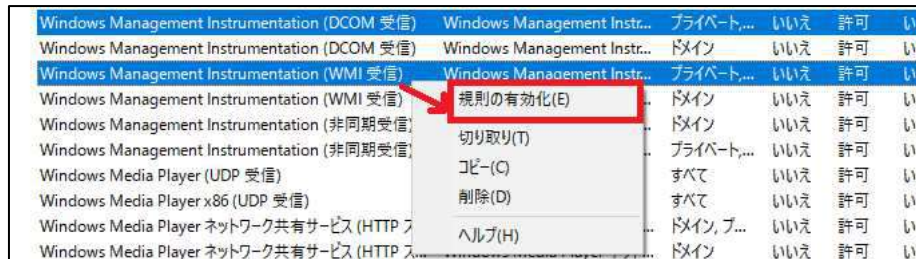 Windows Management Instrumentation (DCOM 受信) Windows Management Instr... プライベート,... いいえ 許可
Windows Management Instrumentation (DCOM 受信) Windows Management Instr... ドメイン いいえ 許可
Windows Management Instrumentation (WMI 受信) Windows Management Instr... プライベート,... いいえ 許可
Windows Management Instrumentation (WMI 受信) 規則の有効化(E) ドメイン いいえ 許可
Windows Management Instrumentation (非同期受信) ドメイン いいえ 許可
切り取り(T)
Windows Management Instrumentation (非同期受信) プライベート,... いいえ 許可
コピー(C)
Windows Media Player (UDP 受信) すべて いいえ 許可
Windows Media Player x86 (UDP 受信) 削除(D) すべて いいえ 許可
Windows Media Player ネットワーク共有サービス (HTTP ス ドメイン, プ... いいえ 許可
ヘルプ(H)
Windows Media Player ネットワーク共有サービス (HTTP ス... ドメイン いいえ 許可